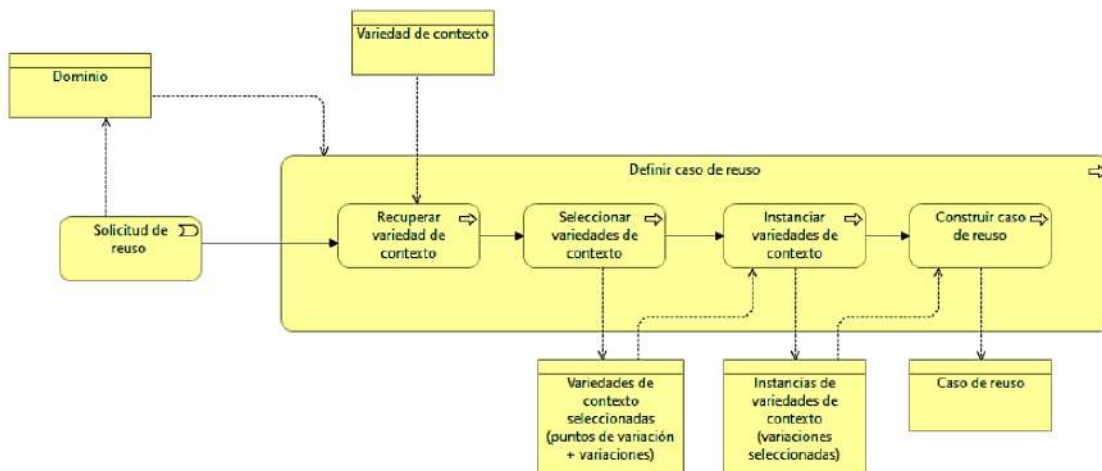 Variedad de contexto
Dominio
Definir caso de reuso
Solicitud de
reuso
Recuperar
variedad de
contexto
Seleccionar
variedades de
contexto
Instanciar
variedades de
contexto
Construir caso
de reuso
Variedades de
contexto
seleccionadas
(puntos de variación
+ variaciones)
Instancias de
variedades de
contexto
(variaciones
seleccionadas)
Caso de reuso